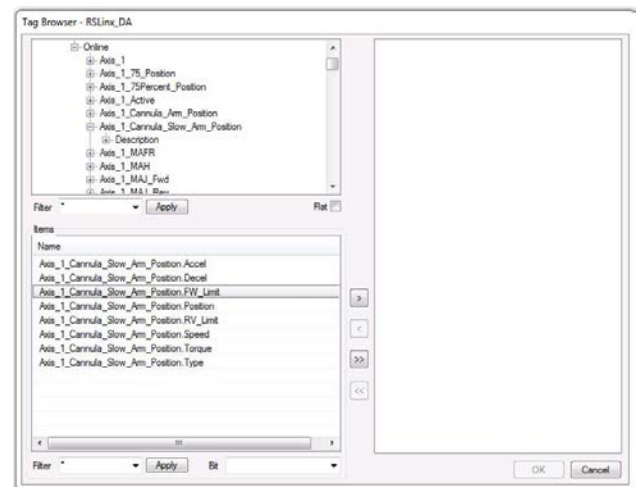 Tag Browser - RSLinx_DA
Online
Axis_1
Axis_1_75_Position
Axis_1_75Percent_Position
Axis_1_Active
Axis_1_Cannula_Arm_Position
Axis_1_Cannula_Slow_Arm_Position
Description
Axis_1_MAFR
Axis_1_MAH
Axis_1_MAJ_Fwd
Axis_1_MAJ_Rev
Filter * Apply Flat
Items
Name
Axis_1_Cannula_Slow_Arm_Position.Accel
Axis_1_Cannula_Slow_Arm_Position.Decel
Axis_1_Cannula_Slow_Arm_Position.FW_Limit
Axis_1_Cannula_Slow_Arm_Position.Position
Axis_1_Cannula_Slow_Arm_Position.RV_Limit
Axis_1_Cannula_Slow_Arm_Position.Speed
Axis_1_Cannula_Slow_Arm_Position.Torque
Axis_1_Cannula_Slow_Arm_Position.Type
>
<
>>
<<
Filter * Apply Bit
OK Cancel